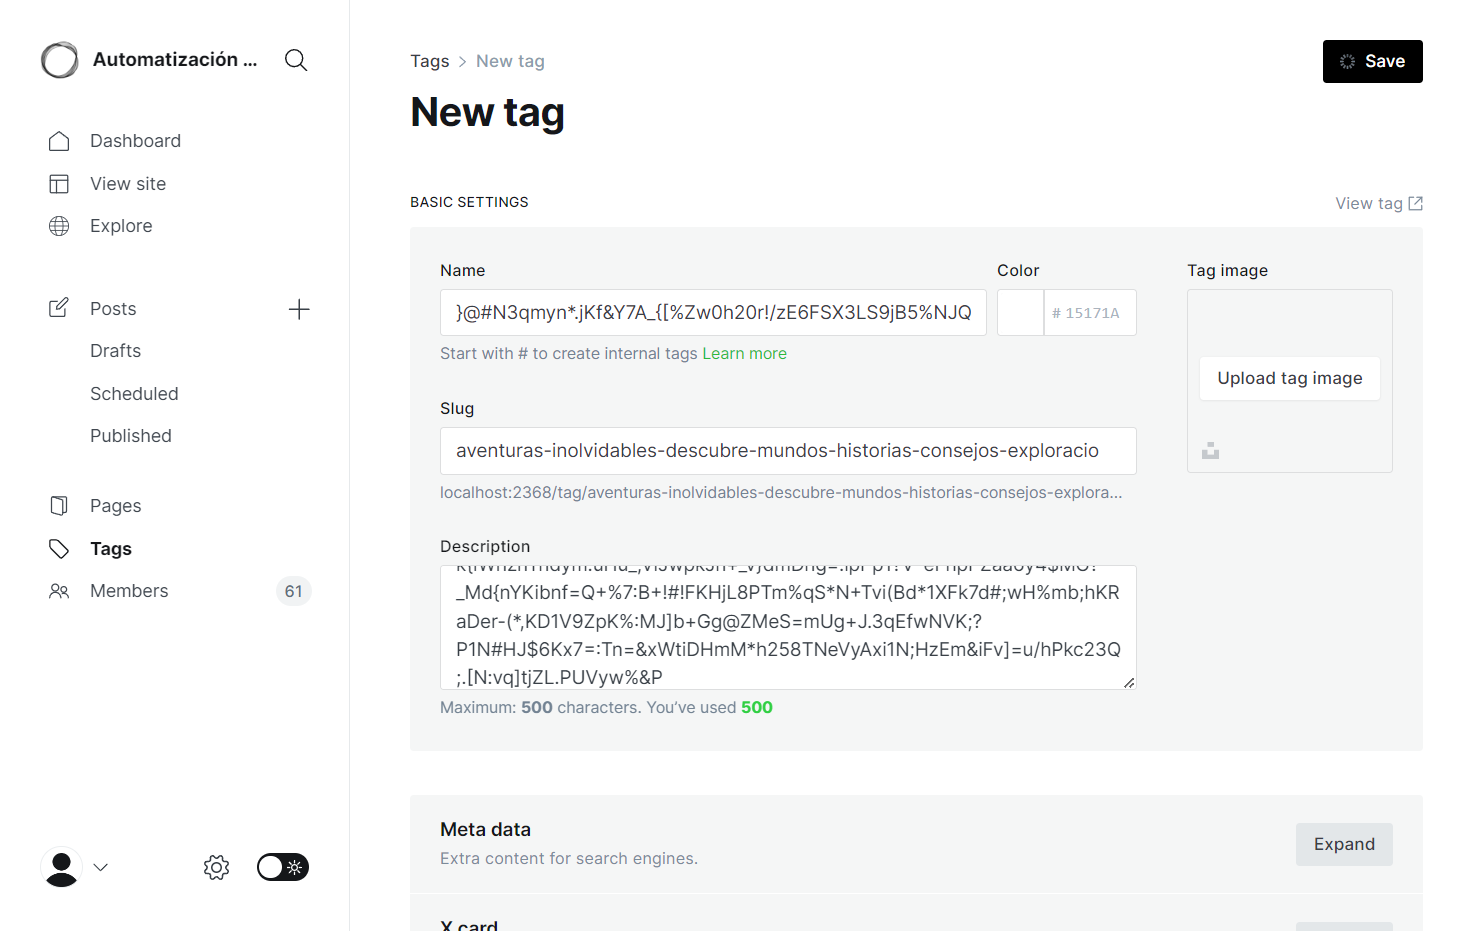 Automatización ...
Dashboard
View site
Explore
Posts
Drafts
Scheduled
Published
Pages
Tags
Members 61
Tags > New tag
Save
New tag
BASIC SETTINGS
View tag
Name
}@#N3qmyn*.jKf&Y7A_{[%Zw0h20r!/zE6FSX3LS9jB5%NJQ
Start with # to create internal tags Learn more
Color
# 15171A
Tag image
Upload tag image
Slug
aventuras-inolvidables-descubre-mundos-historias-consejos-exploracio
localhost:2368/tag/aventuras-inolvidables-descubre-mundos-historias-consejos-explora...
Description
_Md{nYKibnf=Q+%7:B+!#!FKHjL8PTm%qS*N+Tvi(Bd*1XFk7d#;wH%mb;hKR
aDer-(*,KD1V9ZpK%:MJ]b+Gg@ZMeS=mUg+J.3qEfwNVK;?
P1N#HJ$6Kx7=:Tn=&xWtiDHmM*h258TNeVyAxi1N;HzEm&iFv]=u/hPkc23Q
;.[N:vq]tjZL.PUVyw%&P
Maximum: 500 characters. You’ve used 500
Meta data
Extra content for search engines.
Expand
X card